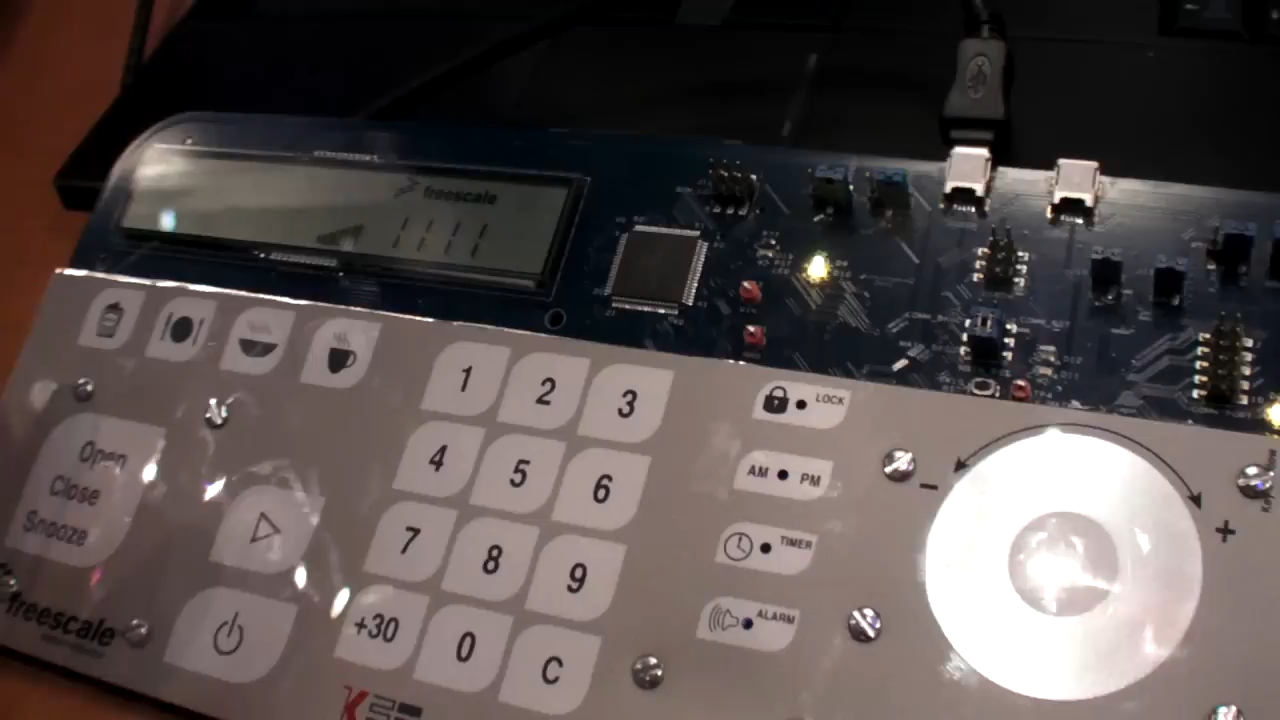 freescale
1 2 3
LOCK
4 5 6
AM PM
Open
Close
Snooze
7 8 9
TIMER
ALARM
+30 0 C
freescale
- +